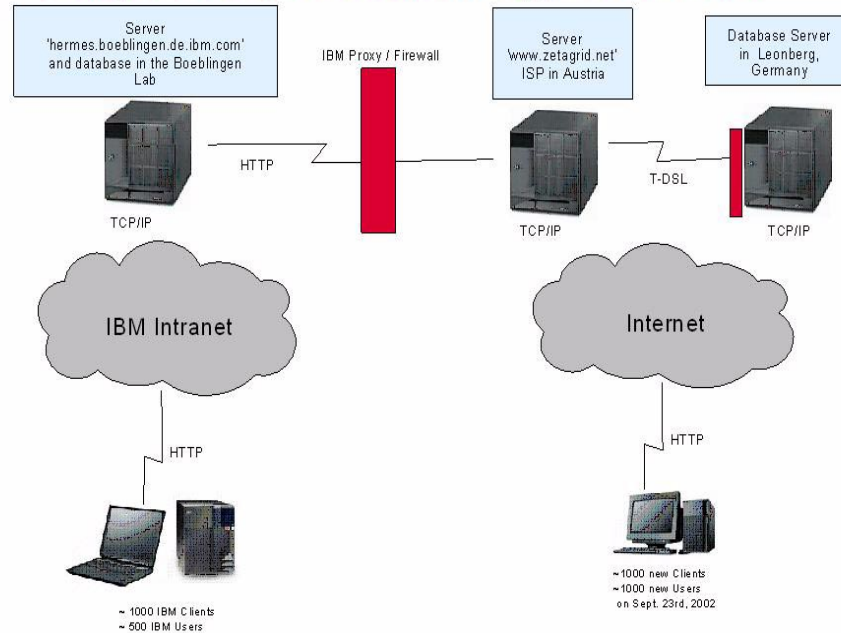 Server
'hermes.boeblingen.de.ibm.com'
and database in the Boeblingen
Lab
IBM Proxy / Firewall
Server
'www.zetagrid.net'
ISP in Austria
Database Server
in Leonberg,
Germany
HTTP
T-DSL
TCP/IP
TCP/IP
TCP/IP
IBM Intranet
Internet
HTTP
HTTP
~ 1000 IBM Clients
~ 500 IBM Users
~1000 new Clients
~1000 new Users
on Sept. 23rd, 2002